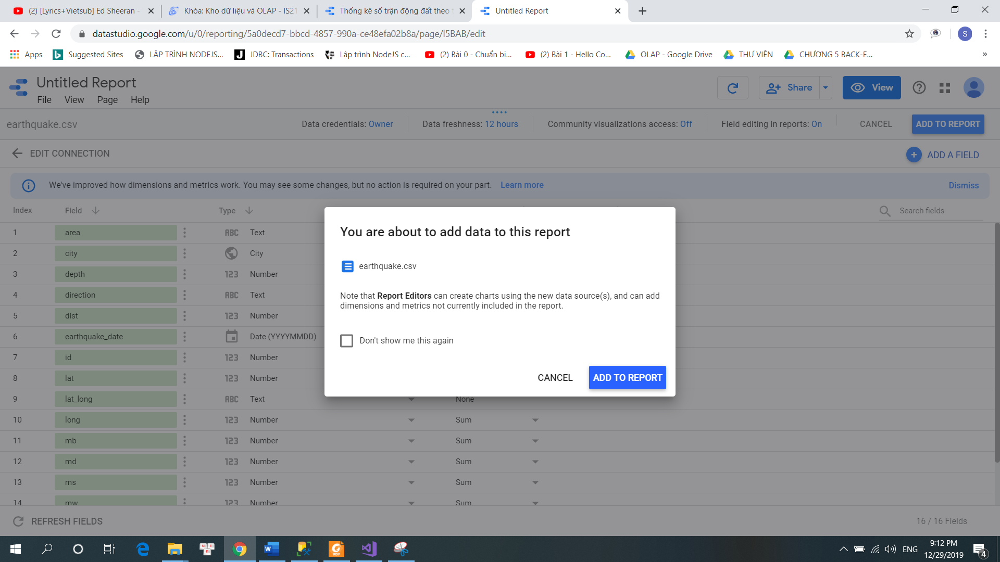 (2) [Lyrics+Vietsub] Ed Sheeran -
Khóa: Kho dữ liệu và OLAP - IS21
Thống kê số trận động đất theo t
Untitled Report
datastudio.google.com/u/0/reporting/5a0decd7-bbcd-4857-990a-ce48efa02b8a/page/l5BAB/edit
S
Apps
Suggested Sites
LẬP TRÌNH NODEJS...
JDBC: Transactions
Lập trình NodeJS c...
(2) Bài 0 - Chuẩn bị...
(2) Bài 1 - Hello Co...
OLAP - Google Drive
THƯ VIỆN
CHƯƠNG 5 BACK-E...
»
Untitled Report
File View Page Help
Share
View
earthquake.csv
Data credentials: Owner
Data freshness: 12 hours
Community visualizations access: Off
Field editing in reports: On
CANCEL
ADD TO REPORT
EDIT CONNECTION
ADD A FIELD
We've improved how dimensions and metrics work. You may see some changes, but no action is required on your part. Learn more
Dismiss
Index Field Type
Search fields
1 area ABC Text
2 city City
3 depth 123 Number
4 direction ABC Text
5 dist 123 Number
6 earthquake_date Date (YYYYMMDD)
7 id 123 Number
8 lat 123 Number
9 lat_long ABC Text None
10 long 123 Number Sum
11 mb 123 Number Sum
12 md 123 Number Sum
13 ms 123 Number Sum
14 mw 123 Number Sum
You are about to add data to this report
earthquake.csv
Note that Report Editors can create charts using the new data source(s), and can add
dimensions and metrics not currently included in the report.
Don't show me this again
CANCEL
ADD TO REPORT
REFRESH FIELDS
16 / 16 Fields
ENG
9:12 PM
12/29/2019
4